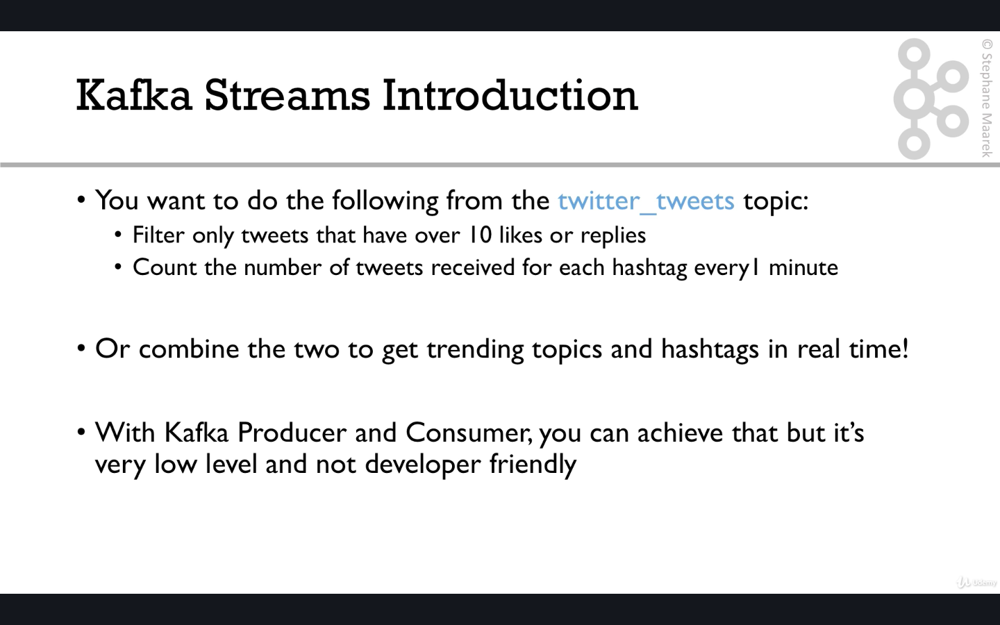 © Stephane Maarek
Kafka Streams Introduction
• You want to do the following from the twitter_tweets topic:
• Filter only tweets that have over 10 likes or replies
• Count the number of tweets received for each hashtag every1 minute
• Or combine the two to get trending topics and hashtags in real time!
• With Kafka Producer and Consumer, you can achieve that but it’s
very low level and not developer friendly
Udemy